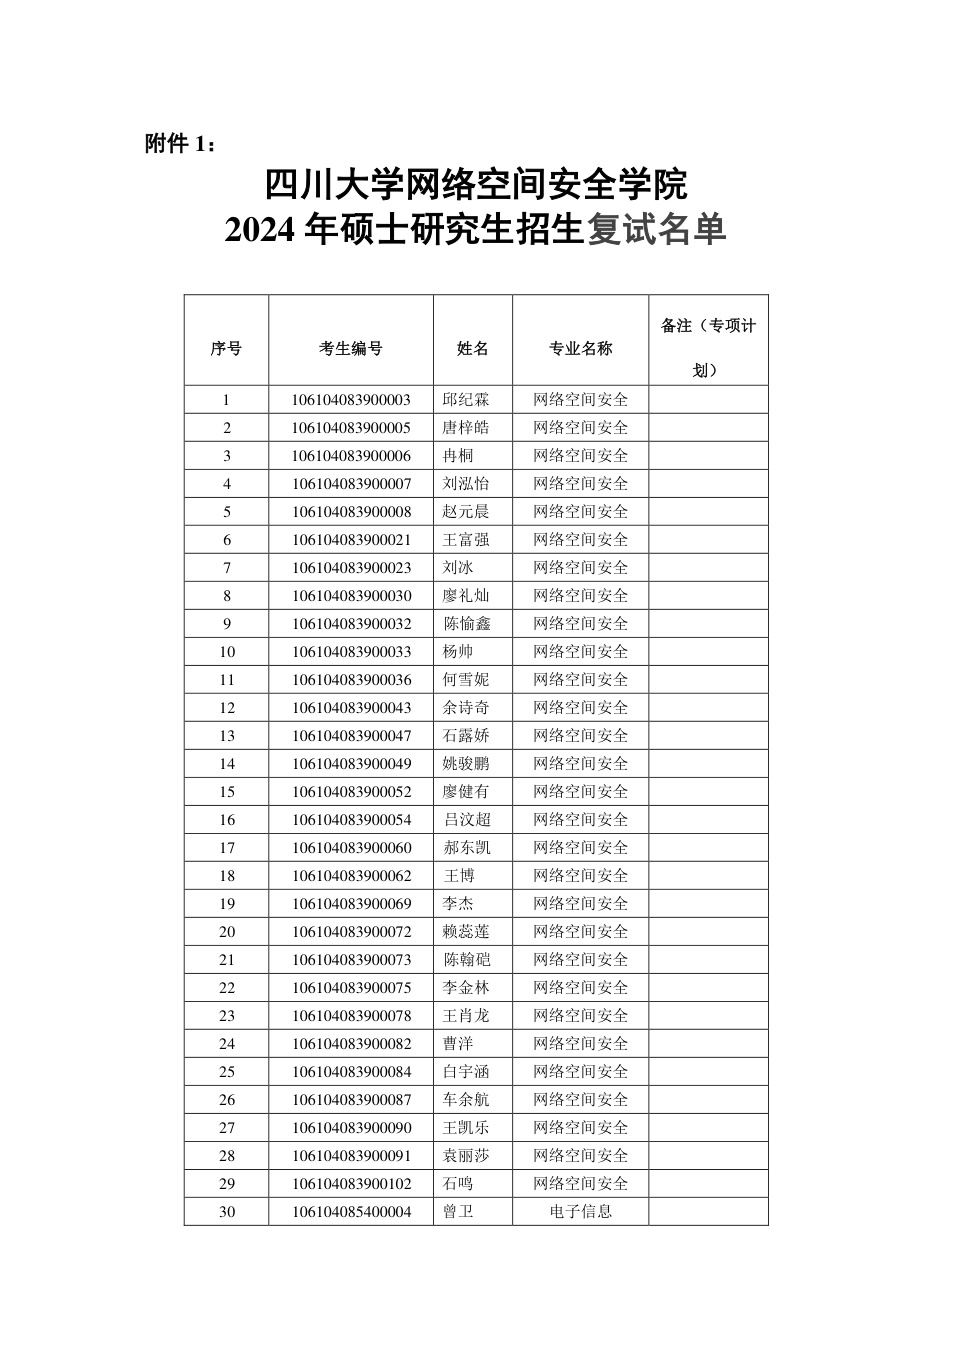 附件 1：
四川大学网络空间安全学院
2024 年硕士研究生招生复试名单
序号 考生编号 姓名 专业名称 备注（专项计划）
1 106104083900003 邱纪霖 网络空间安全
2 106104083900005 唐梓皓 网络空间安全
3 106104083900006 冉桐 网络空间安全
4 106104083900007 刘泓怡 网络空间安全
5 106104083900008 赵元晨 网络空间安全
6 106104083900021 王富强 网络空间安全
7 106104083900023 刘冰 网络空间安全
8 106104083900030 廖礼灿 网络空间安全
9 106104083900032 陈愉鑫 网络空间安全
10 106104083900033 杨帅 网络空间安全
11 106104083900036 何雪妮 网络空间安全
12 106104083900043 余诗奇 网络空间安全
13 106104083900047 石露娇 网络空间安全
14 106104083900049 姚骏鹏 网络空间安全
15 106104083900052 廖健有 网络空间安全
16 106104083900054 吕汶超 网络空间安全
17 106104083900060 郝东凯 网络空间安全
18 106104083900062 王博 网络空间安全
19 106104083900069 李杰 网络空间安全
20 106104083900072 赖蕊莲 网络空间安全
21 106104083900073 陈翰硙 网络空间安全
22 106104083900075 李金林 网络空间安全
23 106104083900078 王肖龙 网络空间安全
24 106104083900082 曹洋 网络空间安全
25 106104083900084 白宇涵 网络空间安全
26 106104083900087 车余航 网络空间安全
27 106104083900090 王凯乐 网络空间安全
28 106104083900091 袁丽莎 网络空间安全
29 106104083900102 石鸣 网络空间安全
30 106104085400004 曾卫 电子信息